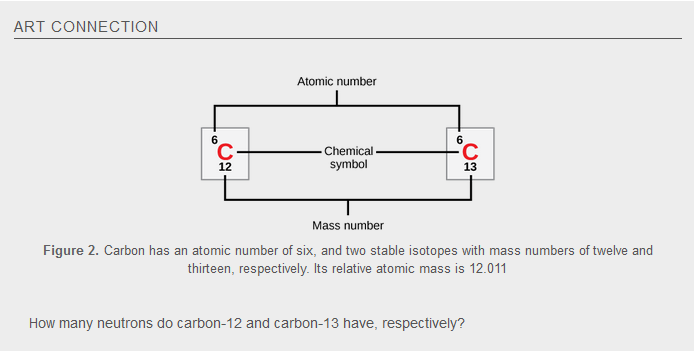 ART CONNECTION
Atomic number
6
C
12
Chemical
symbol
6
C
13
Mass number
Figure 2. Carbon has an atomic number of six, and two stable isotopes with mass numbers of twelve and
thirteen, respectively. Its relative atomic mass is 12.011
How many neutrons do carbon-12 and carbon-13 have, respectively?